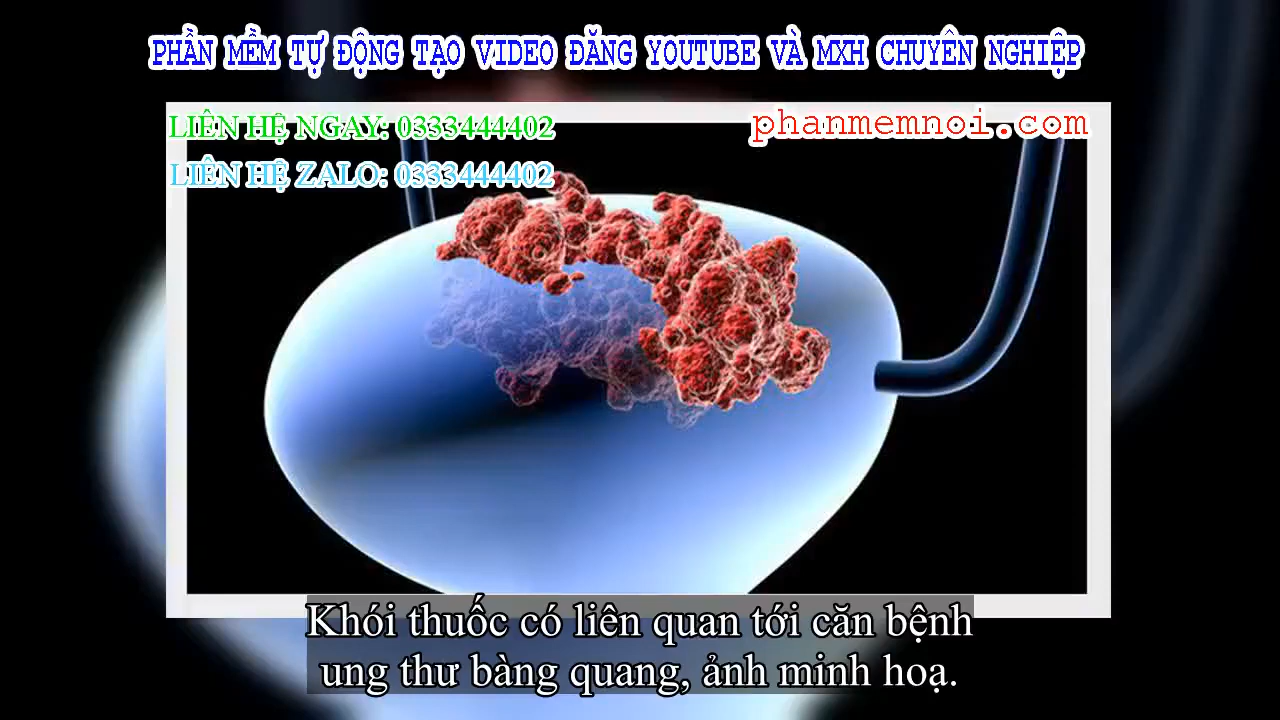 PHẦN MỀM TỰ ĐỘNG TẠO VIDEO ĐĂNG YOUTUBE VÀ MXH CHUYÊN NGHIỆP
LIÊN HỆ NGAY: 0333444402
phanmemnoi.com
LIÊN HỆ ZALO: 0333444402
Khói thuốc có liên quan tới căn bệnh
ung thư bàng quang, ảnh minh hoạ.